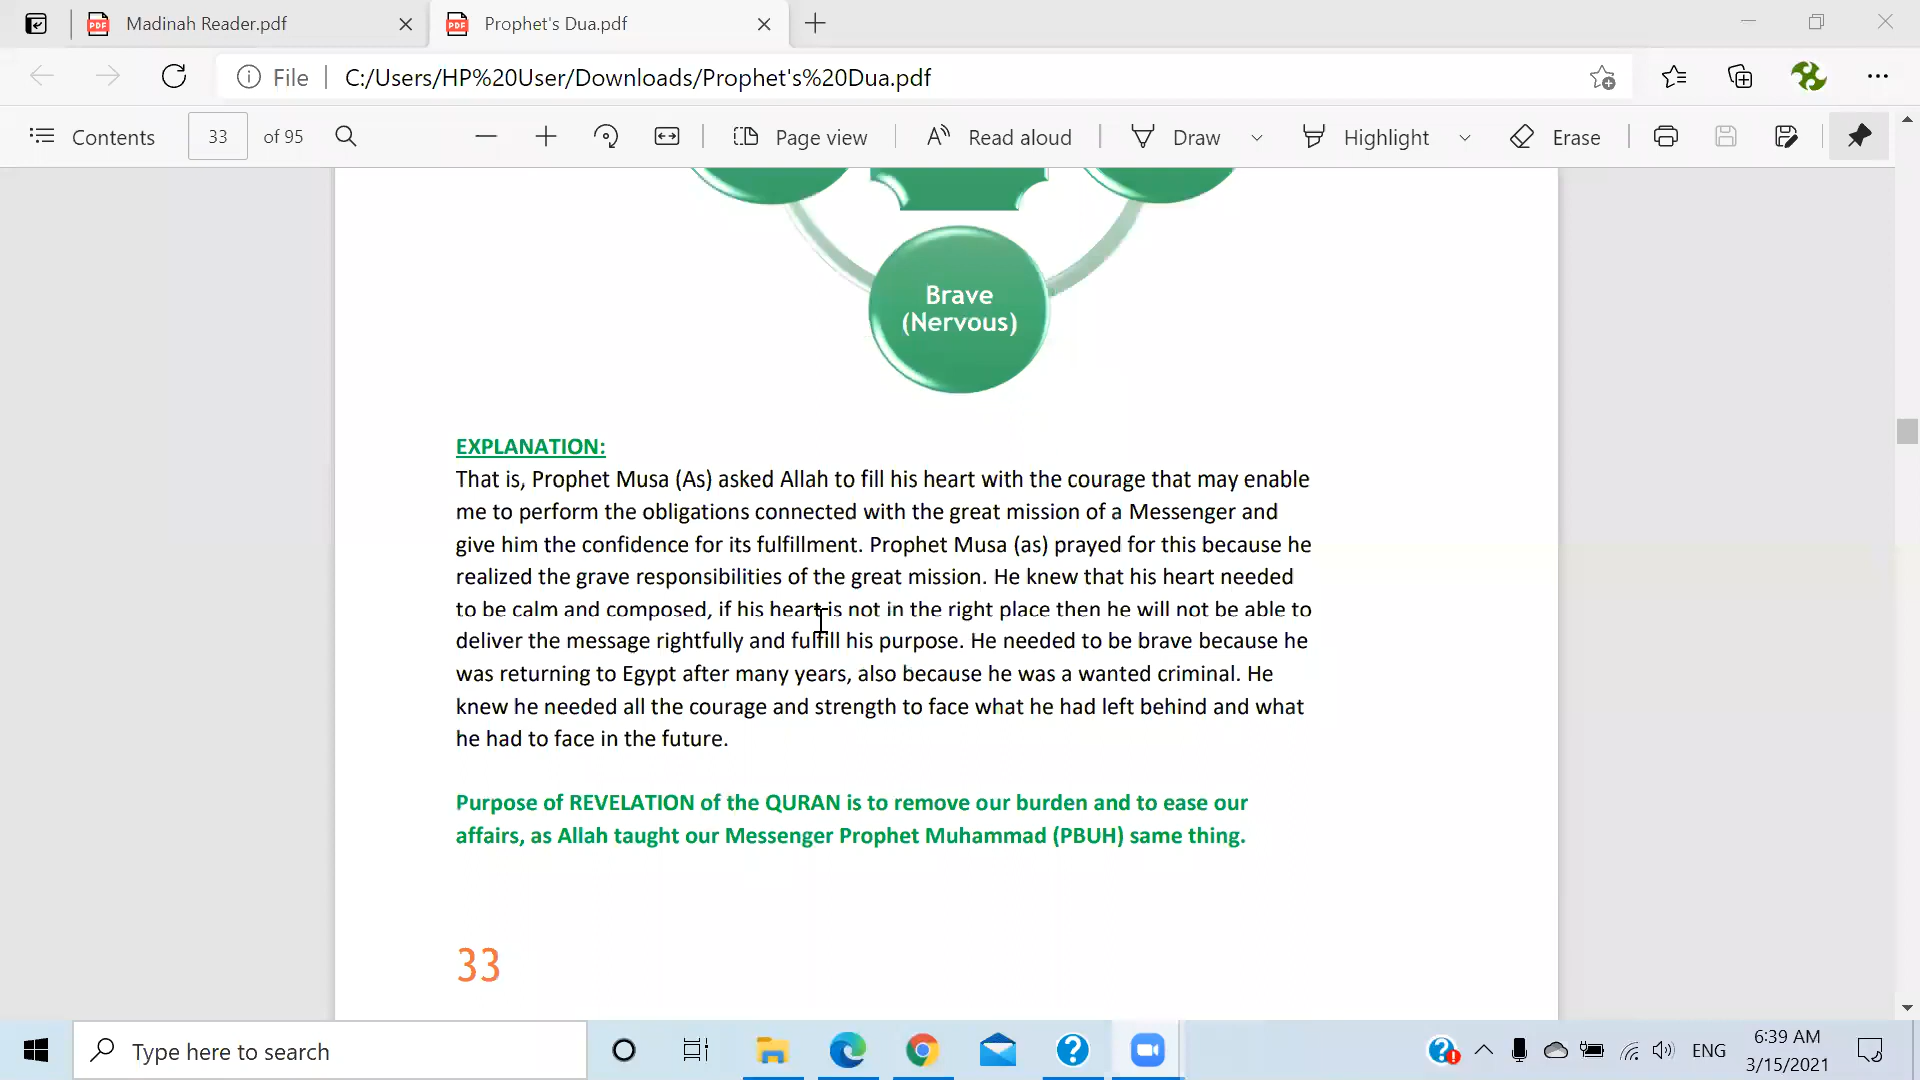 Madinah Reader.pdf
Prophet's Dua.pdf
File
C:/Users/HP%20User/Downloads/Prophet's%20Dua.pdf
Contents
33
of 95
Page view
Read aloud
Draw
Highlight
Erase
Brave
(Nervous)
EXPLANATION:
That is, Prophet Musa (As) asked Allah to fill his heart with the courage that may enable
me to perform the obligations connected with the great mission of a Messenger and
give him the confidence for its fulfillment. Prophet Musa (as) prayed for this because he
realized the grave responsibilities of the great mission. He knew that his heart needed
to be calm and composed, if his heart is not in the right place then he will not be able to
deliver the message rightfully and fulfill his purpose. He needed to be brave because he
was returning to Egypt after many years, also because he was a wanted criminal. He
knew he needed all the courage and strength to face what he had left behind and what
he had to face in the future.
Purpose of REVELATION of the QURAN is to remove our burden and to ease our
affairs, as Allah taught our Messenger Prophet Muhammad (PBUH) same thing.
33
Type here to search
ENG
6:39 AM
3/15/2021